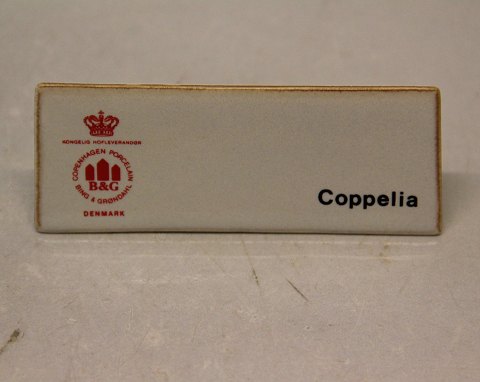 KONGELIG HOFLEVERANDØR
COPENHAGEN PORCELAIN
B&G
BING & GRØNDAHL
DENMARK
Coppelia